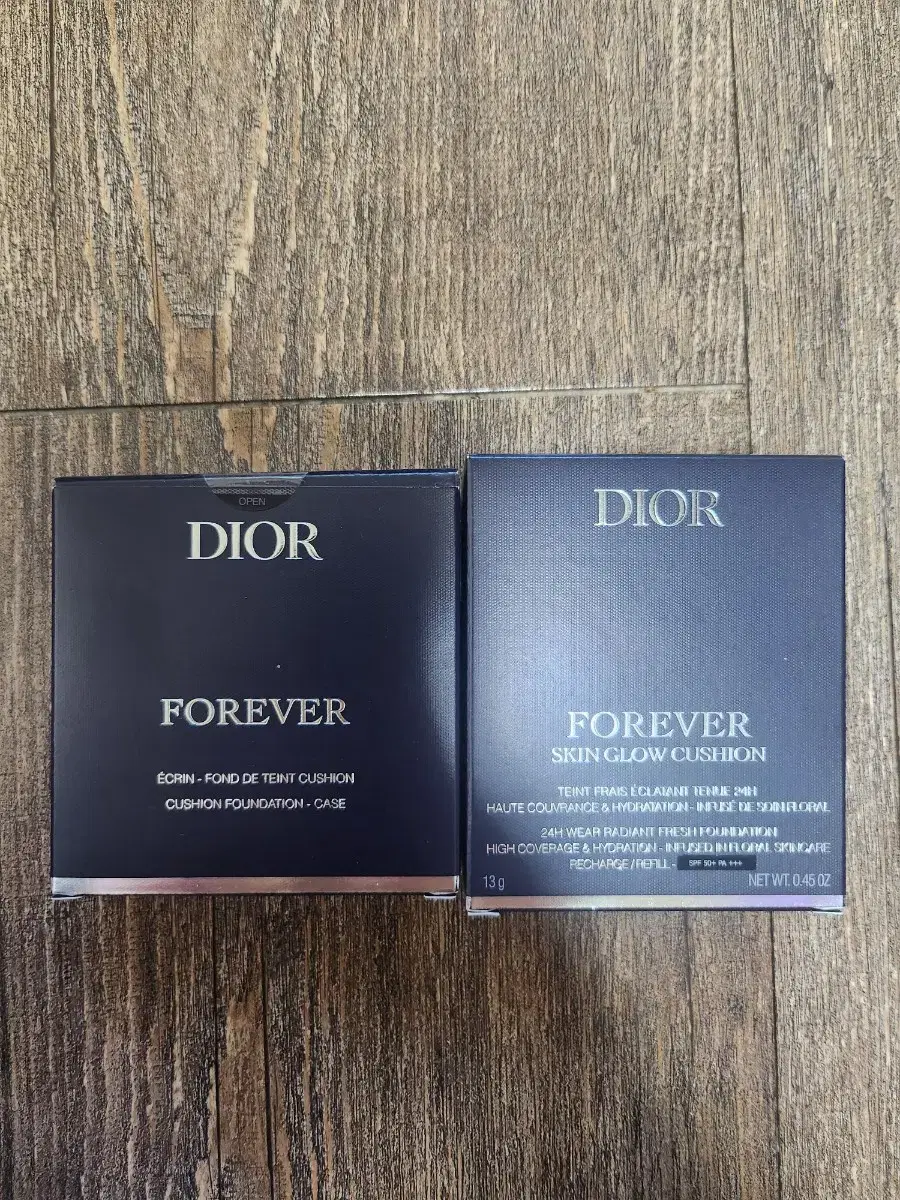 OPEN
DIOR
FOREVER
ÉCRIN - FOND DE TEINT CUSHION
CUSHION FOUNDATION - CASE
DIOR
FOREVER
SKIN GLOW CUSHION
TEINT FRAIS ÉCLATANT TENUE 24H
HAUTE COUVRANCE & HYDRATATION - INFUSÉ DE SOIN FLORAL
24H WEAR RADIANT FRESH FOUNDATION
HIGH COVERAGE & HYDRATION - INFUSED IN FLORAL SKINCARE
RECHARGE / REFILL - SPF 50+ PA +++
13 g NET WT. 0.45 OZ